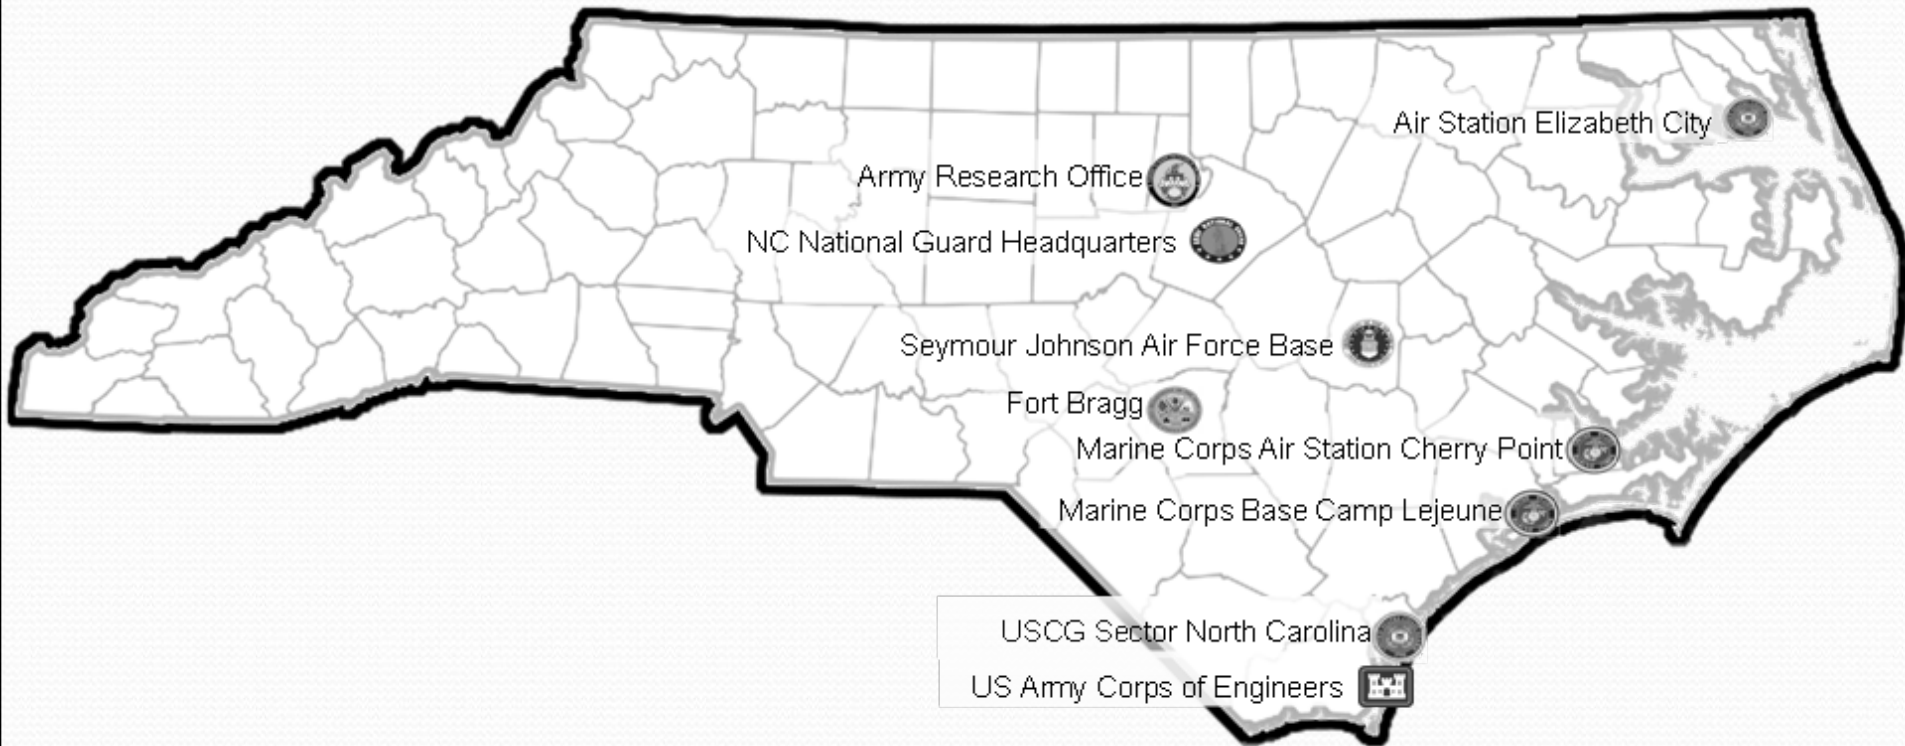 Air Station Elizabeth City
Army Research Office
NC National Guard Headquarters
Seymour Johnson Air Force Base
Fort Bragg
Marine Corps Air Station Cherry Point
Marine Corps Base Camp Lejeune
USCG Sector North Carolina
US Army Corps of Engineers